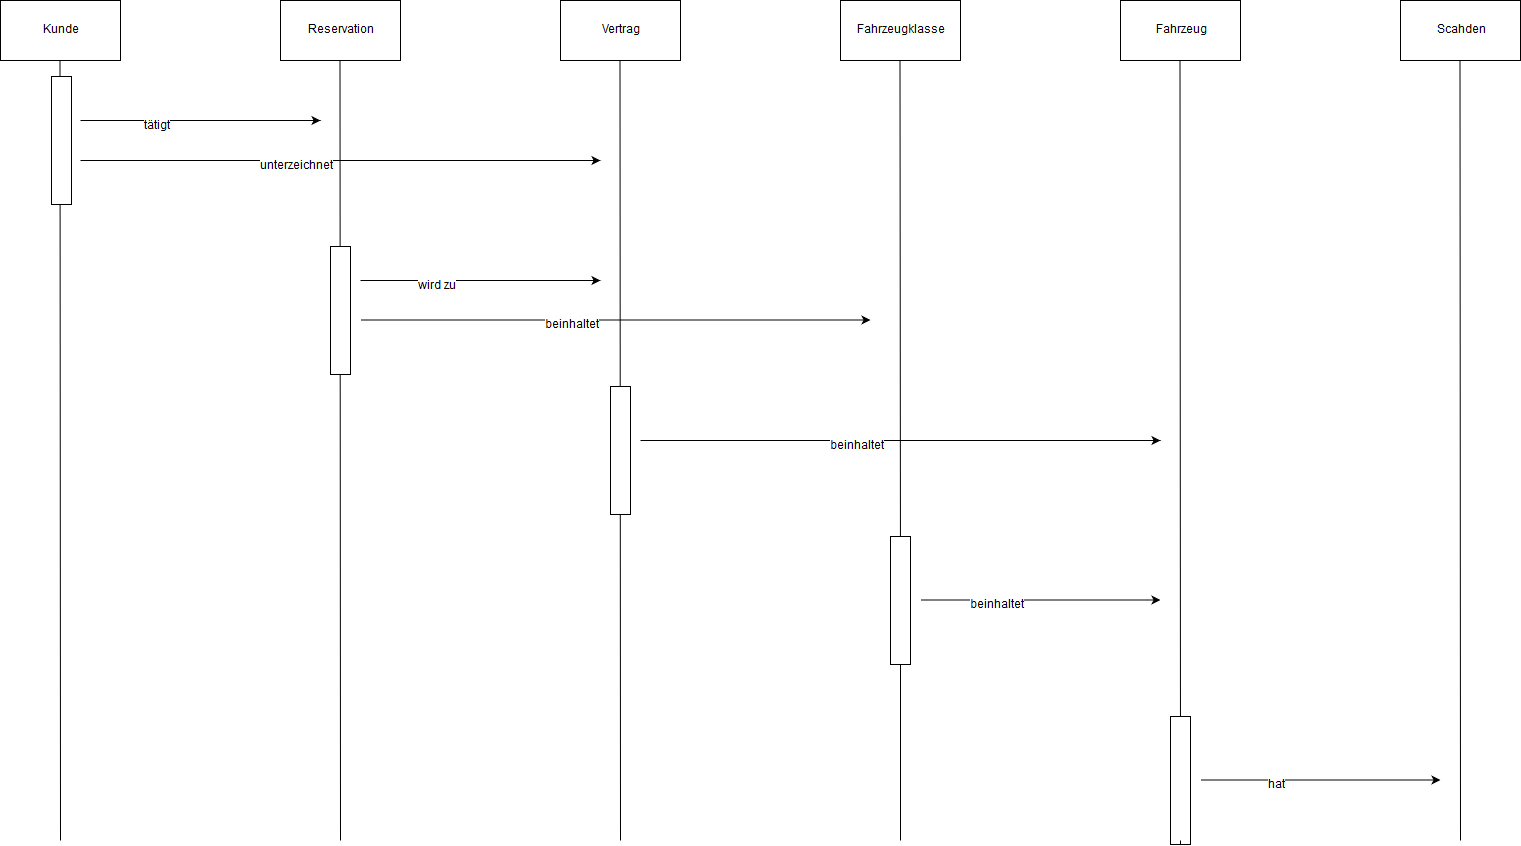 Kunde
Reservation
Vertrag
Fahrzeugklasse
Fahrzeug
Scahden
tätigt
unterzeichnet
wird zu
beinhaltet
beinhaltet
beinhaltet
hat